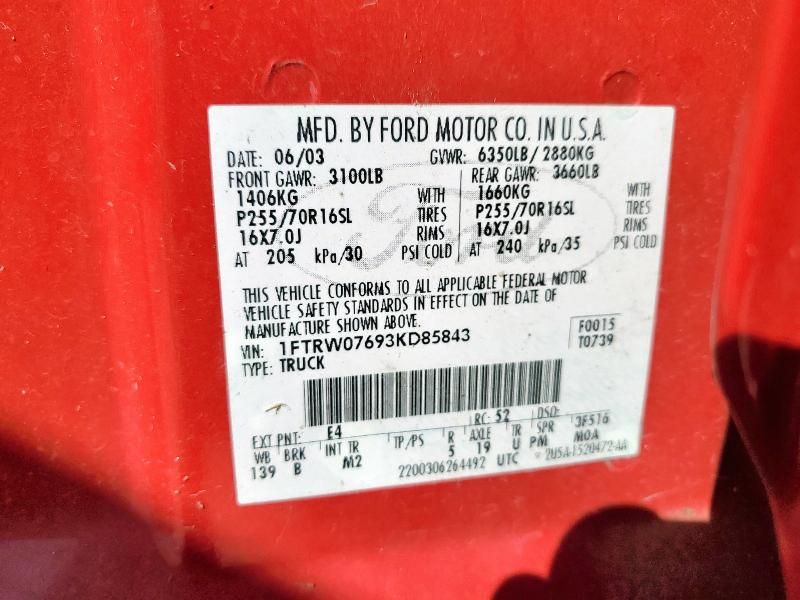 MFD. BY FORD MOTOR CO. IN U.S.A.
DATE: 06/03 GVWR: 6350LB/ 2880KG
FRONT GAWR: 3100LB REAR GAWR: 3660LB
1406KG WITH 1660KG WITH
P255/70R16SL TIRES P255/70R16SL TIRES
16X7.0J RIMS 16X7.0J RIMS
AT 205 kPa/30 PSI COLD AT 240 kPa/35 PSI COLD
Ford
THIS VEHICLE CONFORMS TO ALL APPLICABLE FEDERAL MOTOR
VEHICLE SAFETY STANDARDS IN EFFECT ON THE DATE OF
MANUFACTURE SHOWN ABOVE.
VIN: 1FTRW07693KD85843 F0015
TYPE: TRUCK T0739
EXT PNT: E4 RC: 52 DSO:
WB BRK INT TR TP/PS R AXLE TR SPR 3F516
139 B M2 5 19 U PM MOA
2200306264492 UTC 2U5A-1520472-AA